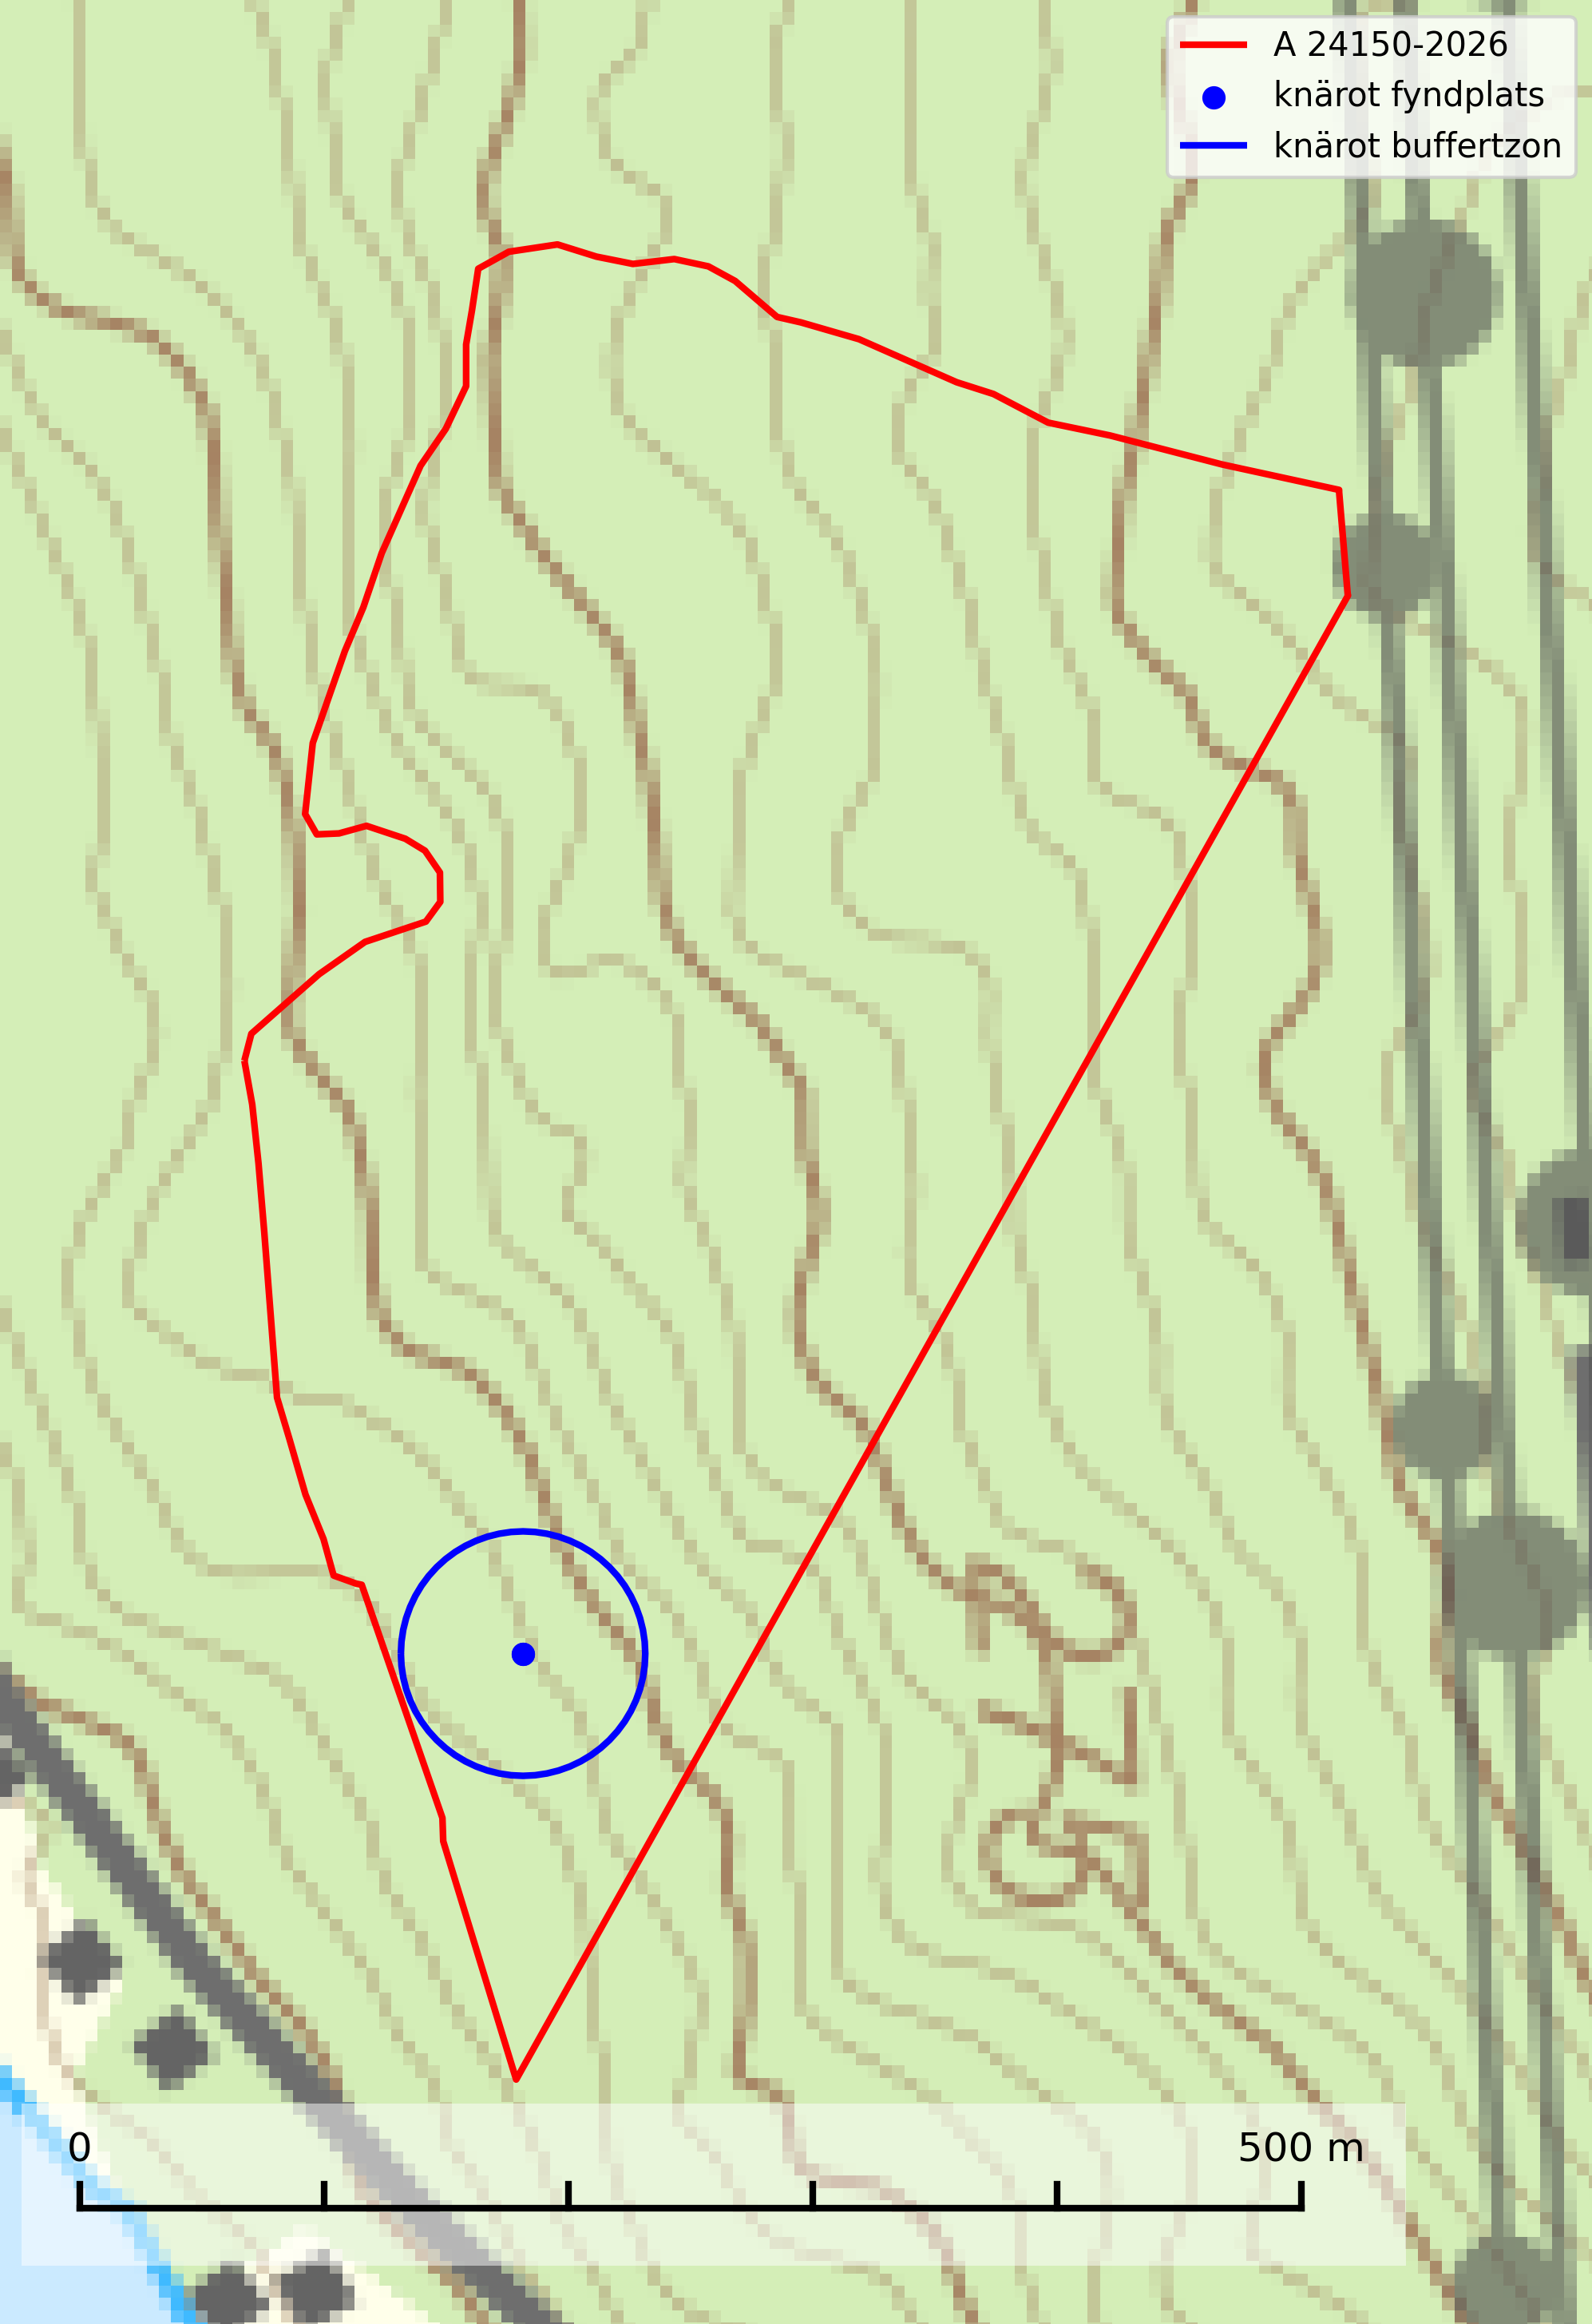 A 24150-2026
knärot fyndplats
knärot buffertzon
0 500 m